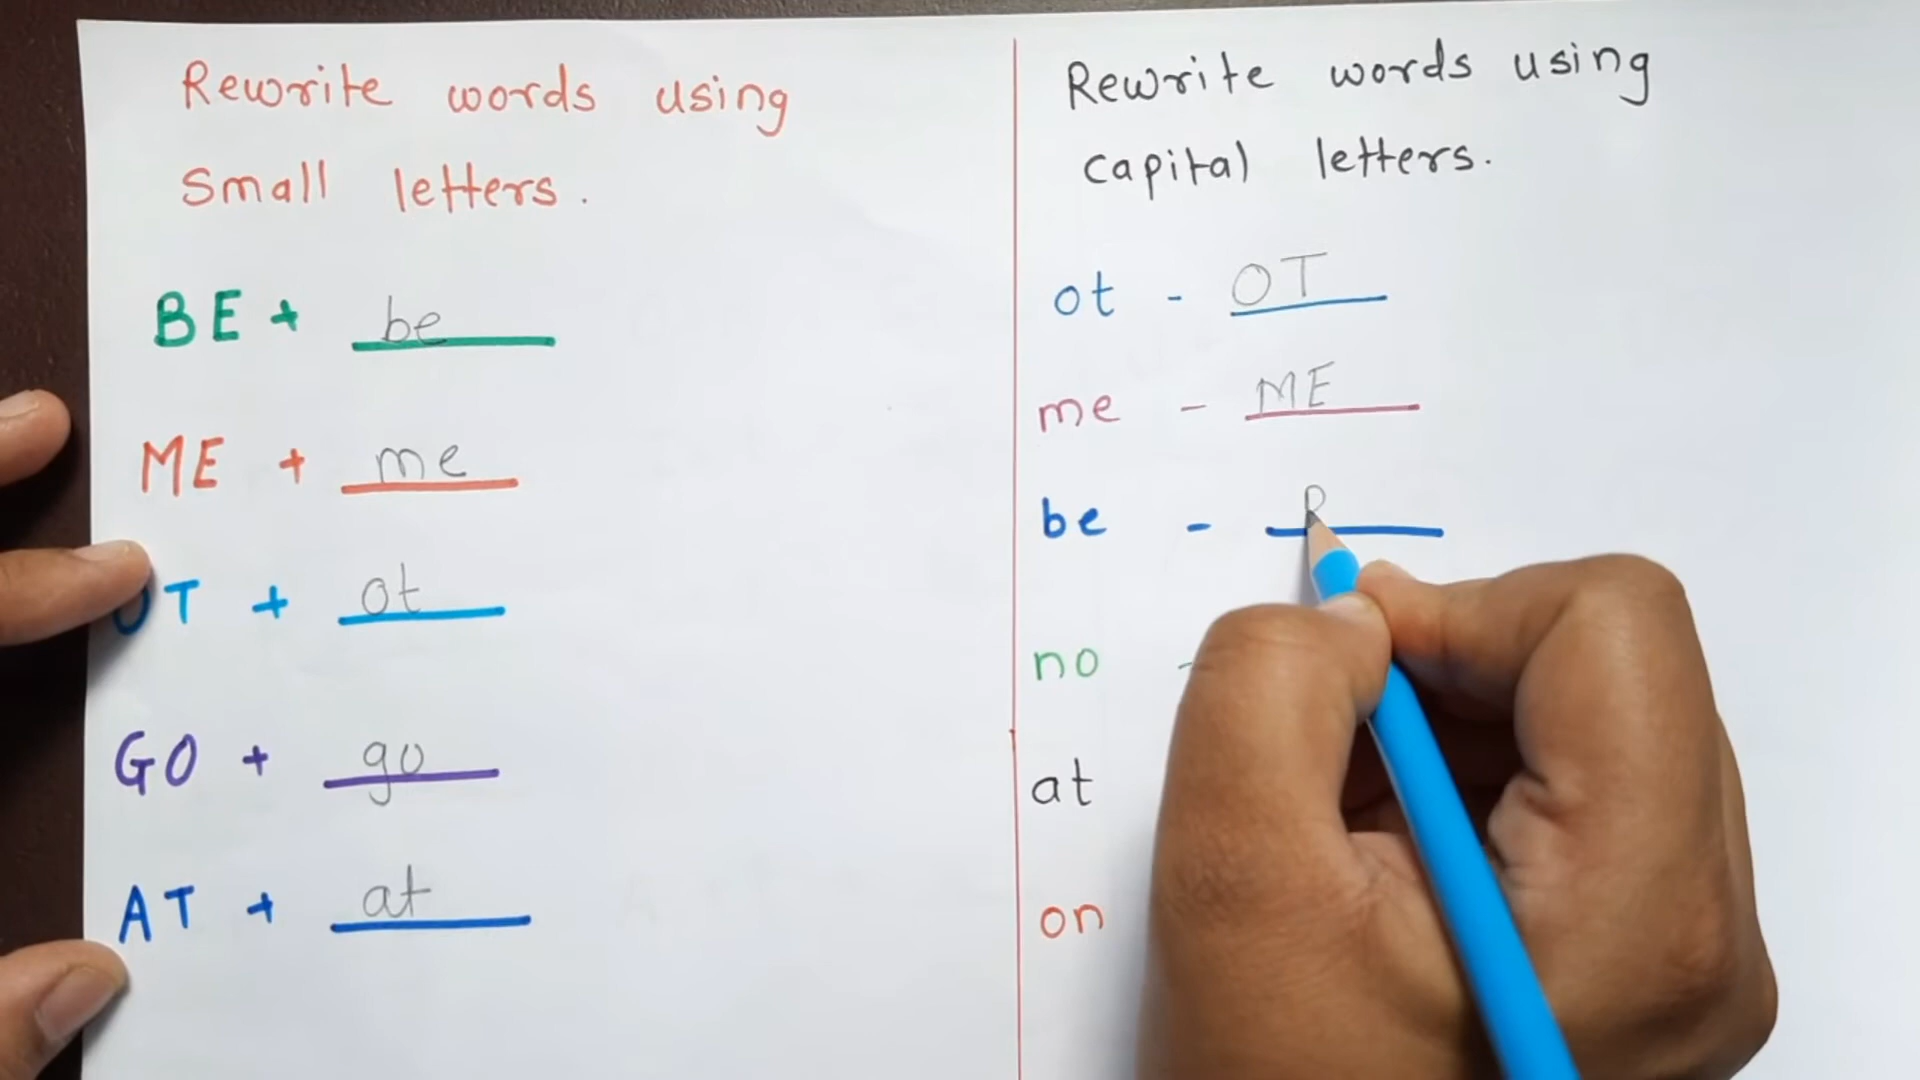 Rewrite words using
small letters.
BE + be
ME + me
OT + ot
GO + go
AT + at
Rewrite words using
capital letters.
ot - OT
me - ME
be -
no -
at
on